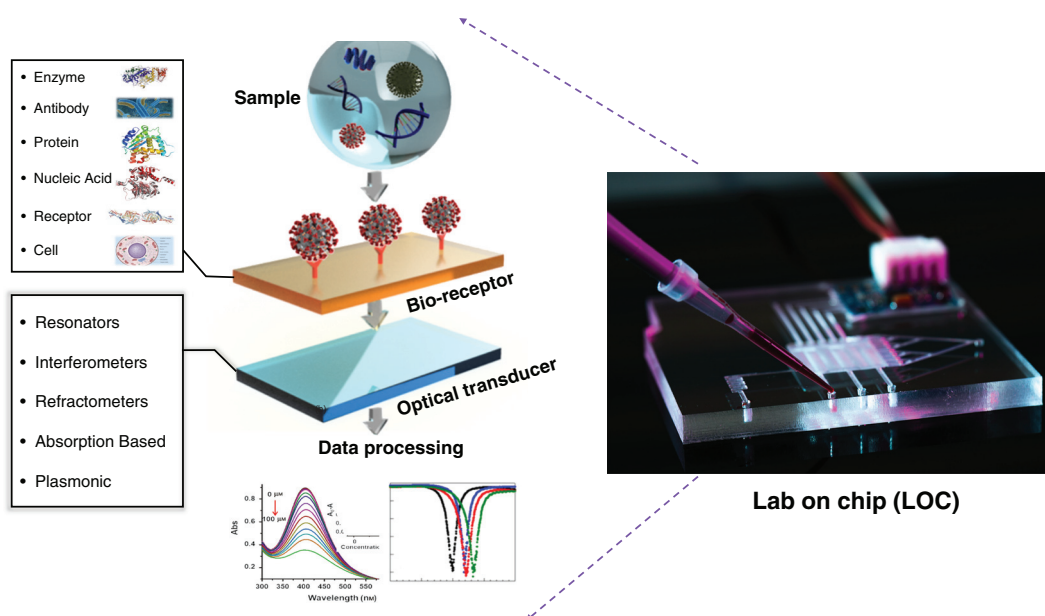 Sample
• Enzyme
• Antibody
• Protein
• Nucleic Acid
• Receptor
• Cell
Bio-receptor
• Resonators
• Interferometers
• Refractometers
• Absorption Based
• Plasmonic
Optical transducer
Data processing
Abs
0.8
0.6
0.4
0.2
0 μM
100 μM
A₀-A
0
Wavelength (nm)
300 350 400 450 500 550
Lab on chip (LOC)